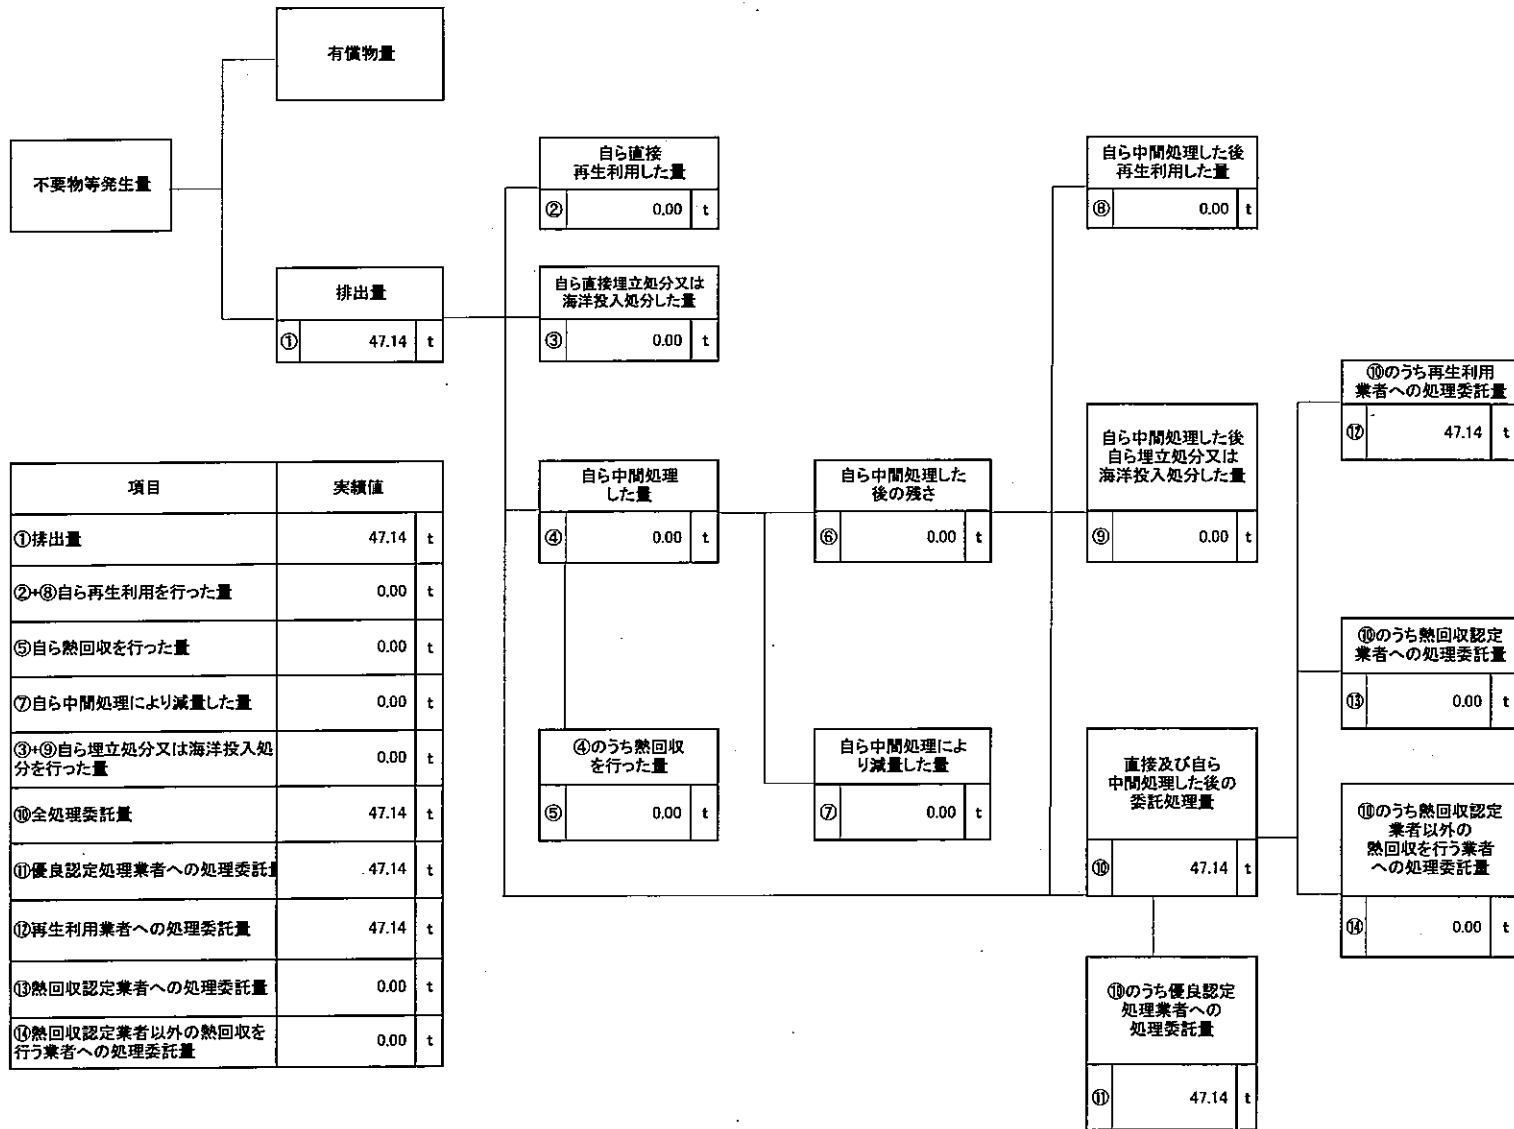 有償物量
不要物等発生量
排出量
① 47.14 t
自ら直接
再生利用した量
② 0.00 t
自ら直接埋立処分又は
海洋投入処分した量
③ 0.00 t
自ら中間処理
した量
④ 0.00 t
④のうち熱回収
を行った量
⑤ 0.00 t
自ら中間処理した
後の残さ
⑥ 0.00 t
自ら中間処理によ
り減量した量
⑦ 0.00 t
自ら中間処理した後
再生利用した量
⑧ 0.00 t
自ら中間処理した後
自ら埋立処分又は
海洋投入処分した量
⑨ 0.00 t
直接及び自ら
中間処理した後の
委託処理量
⑩ 47.14 t
⑩のうち優良認定
処理業者への
処理委託量
⑪ 47.14 t
⑩のうち再生利用
業者への処理委託量
⑫ 47.14 t
⑩のうち熱回収認定
業者への処理委託量
⑬ 0.00 t
⑩のうち熱回収認定
業者以外の
熱回収を行う業者
への処理委託量
⑭ 0.00 t
項目 実績値
①排出量 47.14 t
②+⑧自ら再生利用を行った量 0.00 t
⑤自ら熱回収を行った量 0.00 t
⑦自ら中間処理により減量した量 0.00 t
③+⑨自ら埋立処分又は海洋投入処
分を行った量 0.00 t
⑩全処理委託量 47.14 t
⑪優良認定処理業者への処理委託 47.14 t
⑫再生利用業者への処理委託量 47.14 t
⑬熱回収認定業者への処理委託量 0.00 t
⑭熱回収認定業者以外の熱回収を
行う業者への処理委託量 0.00 t